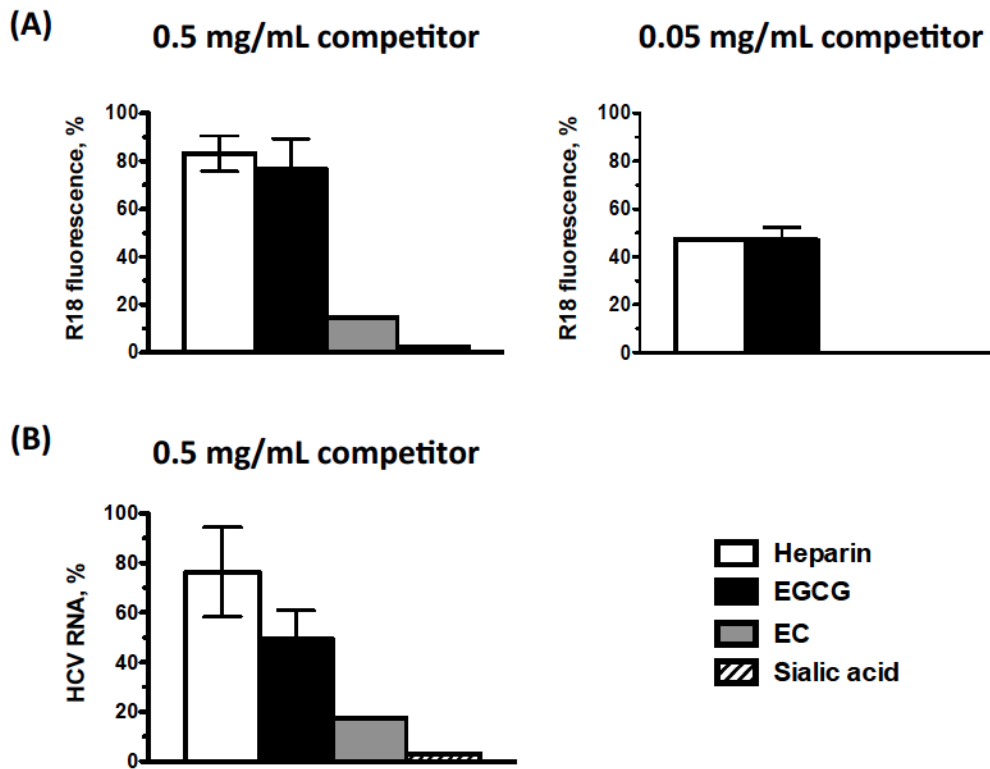 (A)
0.5 mg/mL competitor
0.05 mg/mL competitor
R18 fluorescence, %
100
80
60
40
20
0
R18 fluorescence, %
100
80
60
40
20
0
(B)
0.5 mg/mL competitor
HCV RNA, %
100
80
60
40
20
0
Heparin
EGCG
EC
Sialic acid